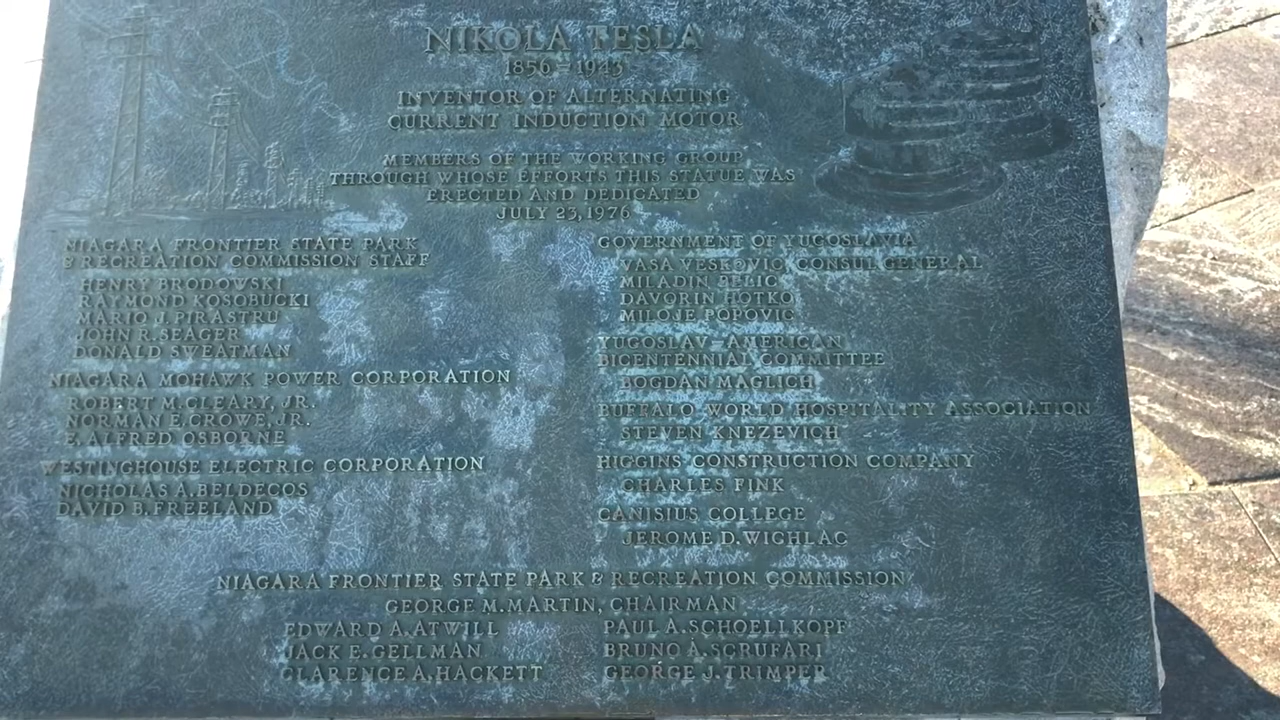 NIKOLA TESLA
1856-1943
INVENTOR OF ALTERNATING
CURRENT INDUCTION MOTOR
MEMBERS OF THE WORKING GROUP
THROUGH WHOSE EFFORTS THIS STATUE WAS
ERECTED AND DEDICATED
JULY 23, 1976
NIAGARA FRONTIER STATE PARK
& RECREATION COMMISSION STAFF
HENRY BRODOWSKI
RAYMOND KOSOBUCKI
MARIO J. PIRASTRU
JOHN R. SEAGER
DONALD SWEATMAN
NIAGARA MOHAWK POWER CORPORATION
ROBERT M. CLEARY, JR.
NORMAN E. CROWE, JR.
E. ALFRED OSBORNE
WESTINGHOUSE ELECTRIC CORPORATION
NICHOLAS A. BELDECOS
DAVID B. FREELAND
GOVERNMENT OF YUGOSLAVIA
VASA VESKOVIC, CONSUL GENERAL
MILADIN
DAVORIN HOTKO
MILOJE POPOVIC
YUGOSLAV-AMERICAN
BICENTENNIAL COMMITTEE
BOGDAN MAGLICH
BUFFALO WORLD HOSPITALITY ASSOCIATION
STEVEN KNEZEVICH
HIGGINS CONSTRUCTION COMPANY
CHARLES FINK
CANISIUS COLLEGE
JEROME D. WIGHLAC
NIAGARA FRONTIER STATE PARK & RECREATION COMMISSION
GEORGE M. MARTIN, CHAIRMAN
EDWARD A. ATWILL
JACK E. GELLMAN
CLARENCE A. HACKETT
PAUL A. SCHOELLKOPF
BRUNO A. SCRUFARI
GEORGE J. TRIMPER